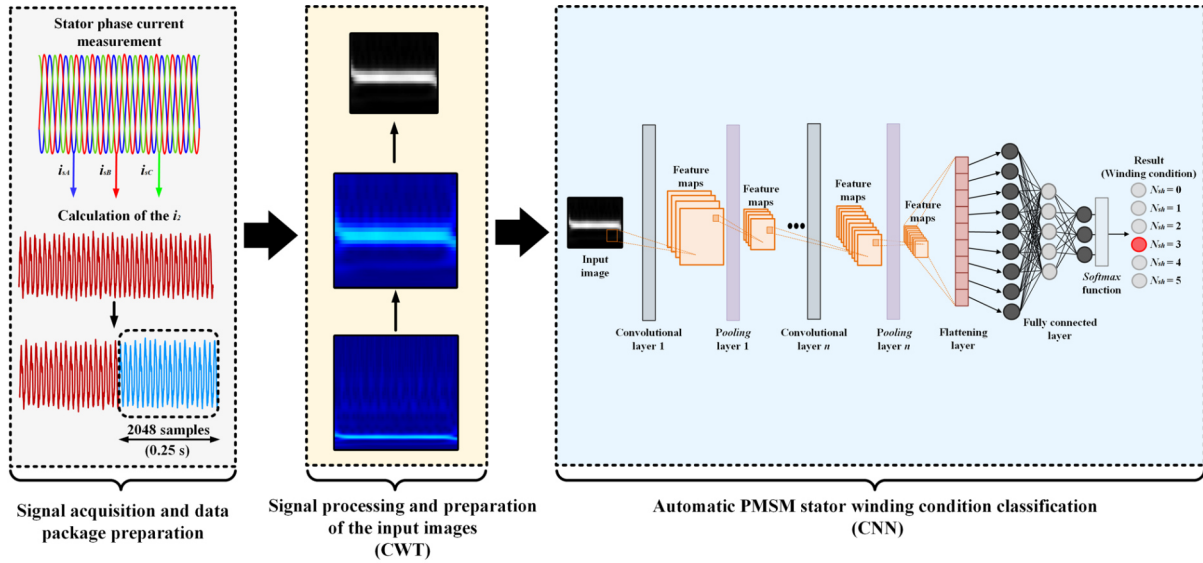 Stator phase current
measurement
isA
isB
isC
Calculation of the i2
2048 samples
(0.25 s)
Signal acquisition and data
package preparation
Signal processing and preparation
of the input images
(CWT)
Input
image
Convolutional
layer 1
Feature
maps
Pooling
layer 1
Feature
maps
Convolutional
layer n
Feature
maps
Pooling
layer n
Feature
maps
Flattening
layer
Fully connected
layer
Softmax
function
Result
(Winding condition)
Nsh = 0
Nsh = 1
Nsh = 2
Nsh = 3
Nsh = 4
Nsh = 5
Automatic PMSM stator winding condition classification
(CNN)